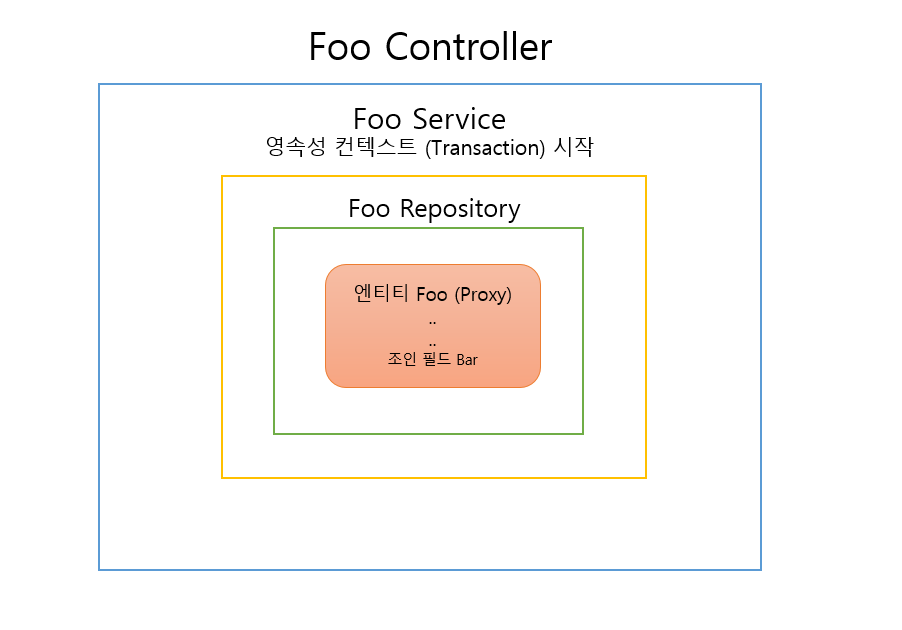 Foo Controller
Foo Service
영속성 컨텍스트 (Transaction) 시작
Foo Repository
엔티티 Foo (Proxy)
..
..
조인 필드 Bar